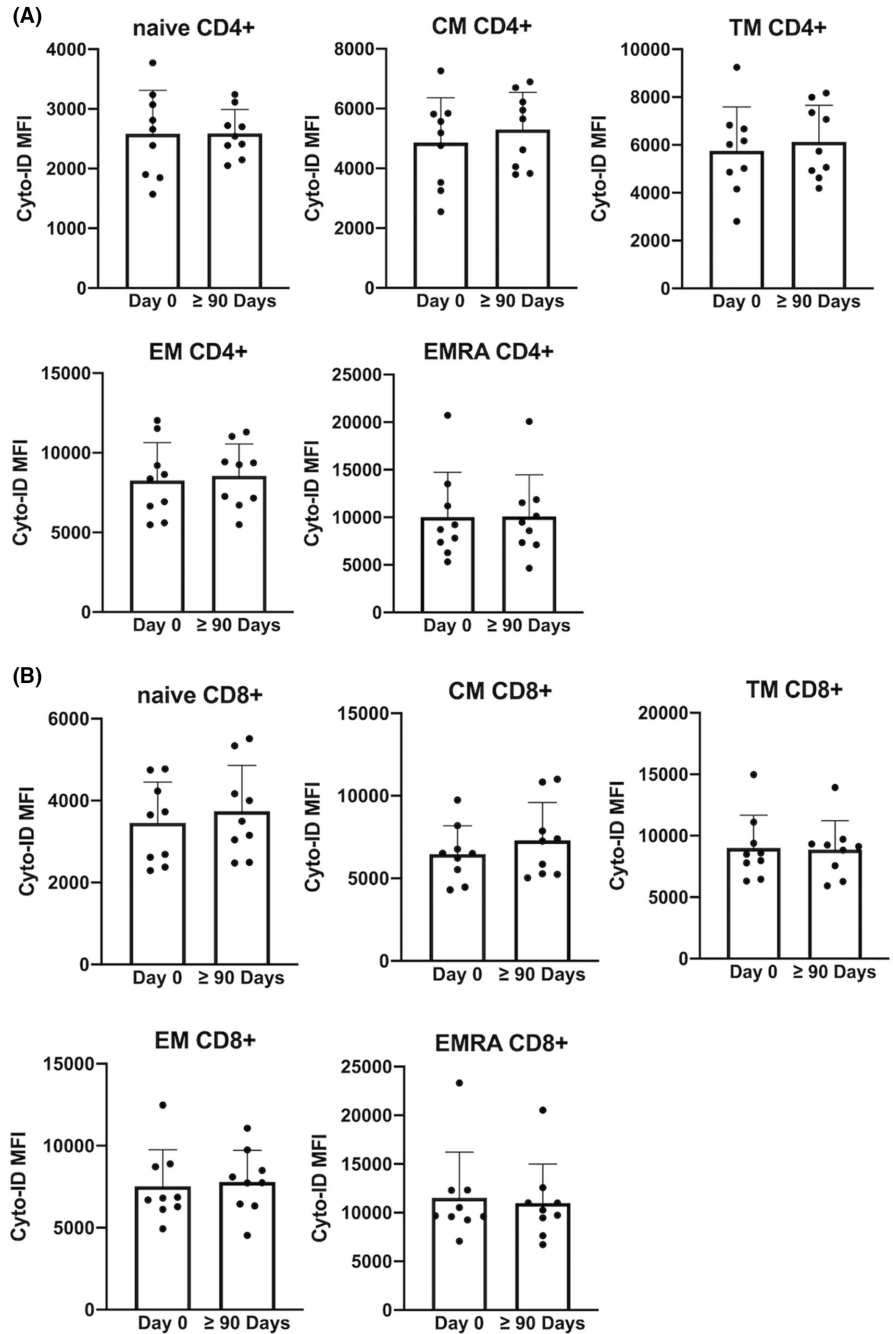 (A)
naive CD4+
CM CD4+
TM CD4+
Cyto-ID MFI
4000
3000
2000
1000
0
Day 0 ≥ 90 Days
Cyto-ID MFI
8000
6000
4000
2000
0
Day 0 ≥ 90 Days
Cyto-ID MFI
10000
8000
6000
4000
2000
0
Day 0 ≥ 90 Days
EM CD4+
EMRA CD4+
Cyto-ID MFI
15000
10000
5000
0
Day 0 ≥ 90 Days
Cyto-ID MFI
25000
20000
15000
10000
5000
0
Day 0 ≥ 90 Days
(B)
naive CD8+
CM CD8+
TM CD8+
Cyto-ID MFI
6000
4000
2000
0
Day 0 ≥ 90 Days
Cyto-ID MFI
15000
10000
5000
0
Day 0 ≥ 90 Days
Cyto-ID MFI
20000
15000
10000
5000
0
Day 0 ≥ 90 Days
EM CD8+
EMRA CD8+
Cyto-ID MFI
15000
10000
5000
0
Day 0 ≥ 90 Days
Cyto-ID MFI
25000
20000
15000
10000
5000
0
Day 0 ≥ 90 Days